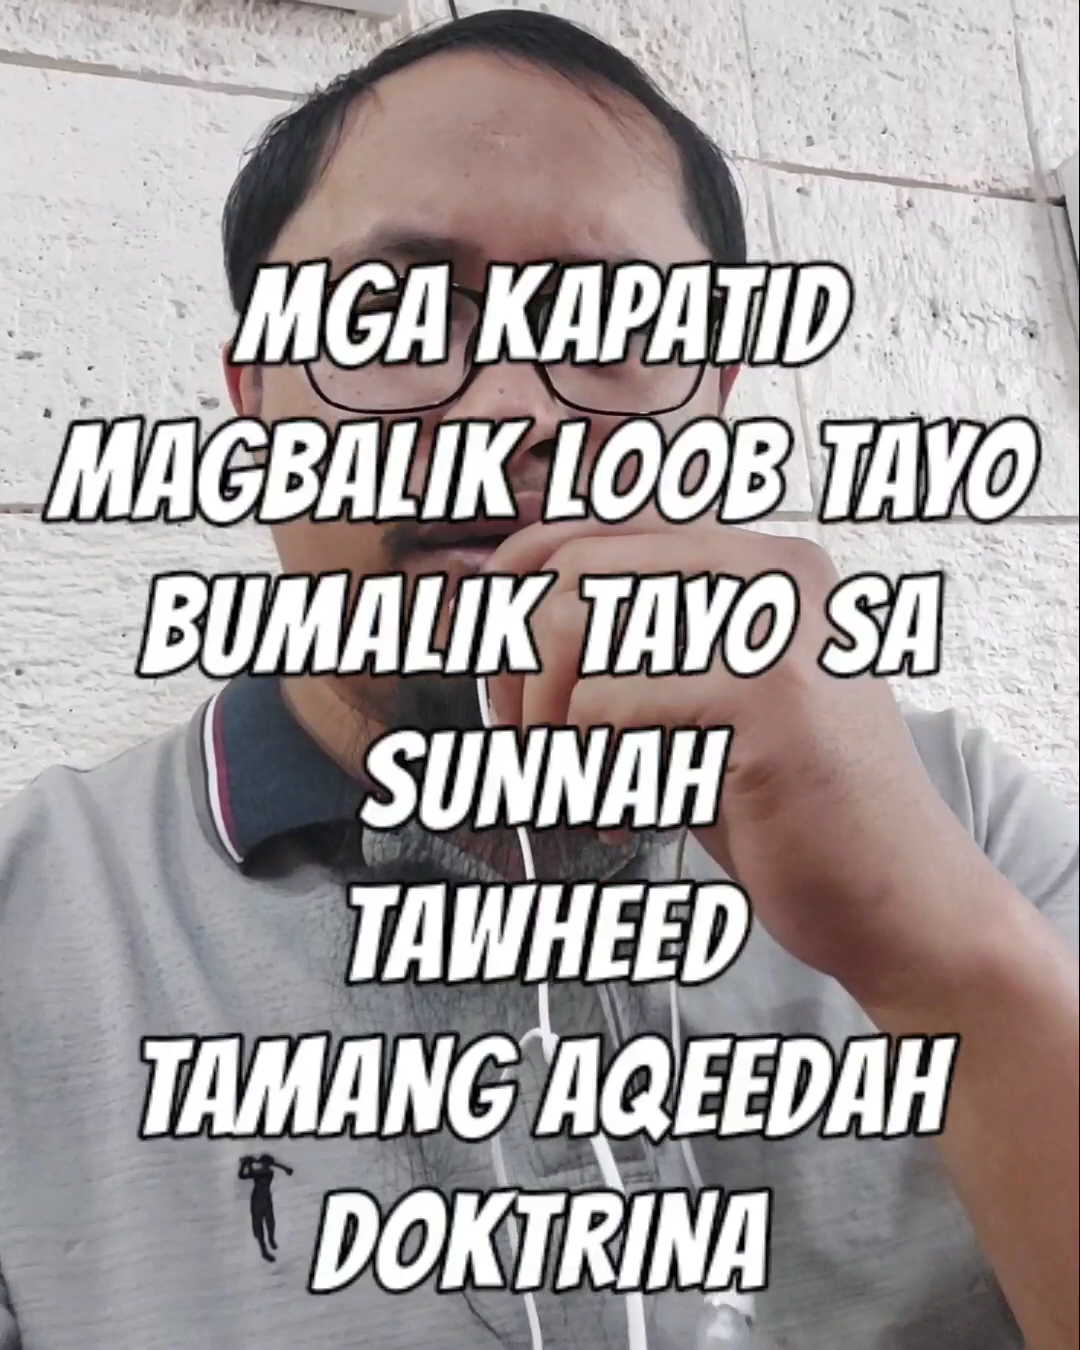 MGA KAPATID
MAGBALIK LOOB TAYO
BUMALIK TAYO SA
SUNNAH
TAWHEED
TAMANG AQEEDAH
DOKTRINA